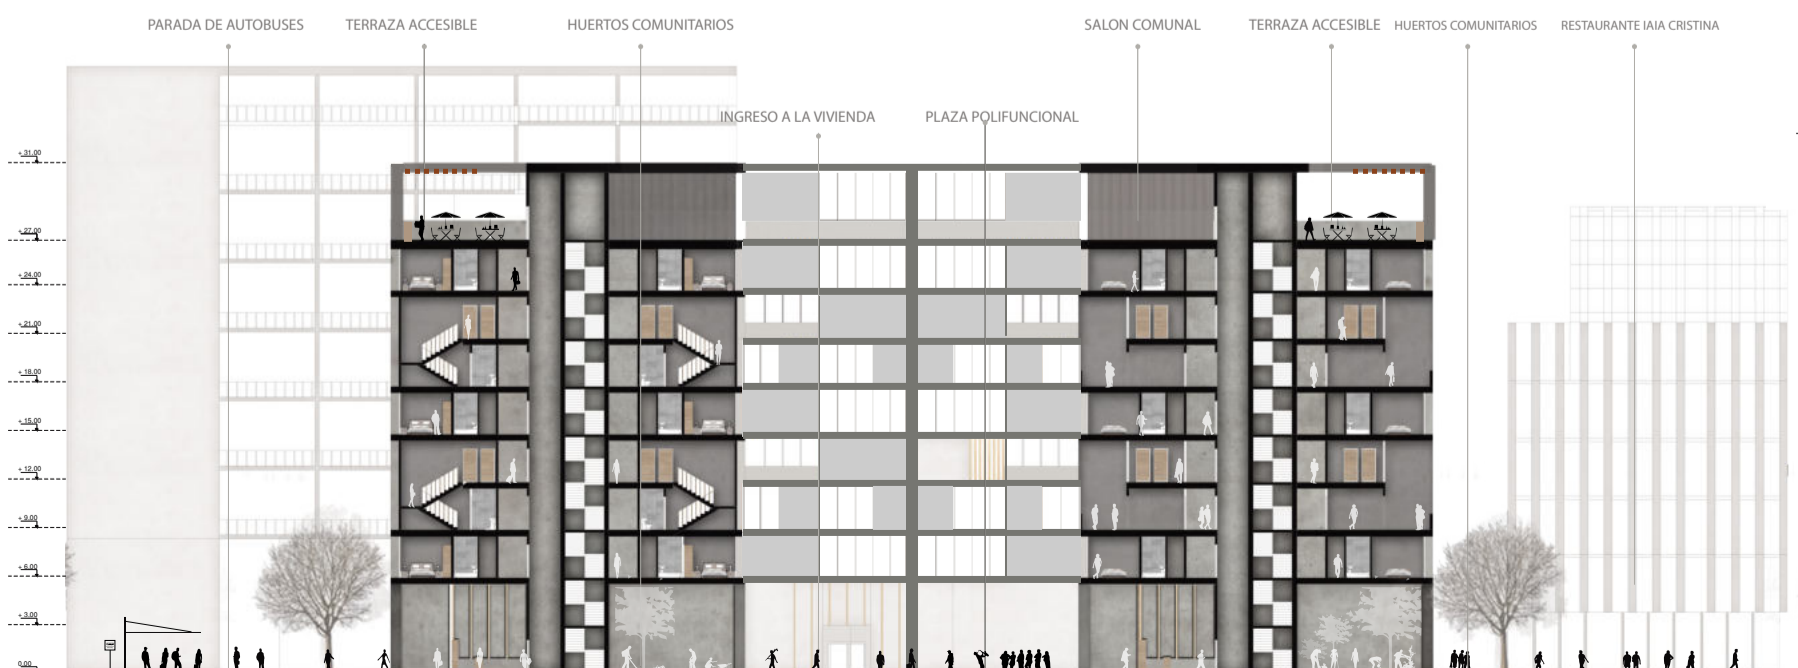 PARADA DE AUTOBUSES
TERRAZA ACCESIBLE
HUERTOS COMUNITARIOS
SALON COMUNAL
TERRAZA ACCESIBLE
HUERTOS COMUNITARIOS
RESTAURANTE IAIA CRISTINA
INGRESO A LA VIVIENDA
PLAZA POLIFUNCIONAL
+ 31.00
+ 27.00
+ 24.00
+ 21.00
+ 18.00
+ 15.00
+ 12.00
+ 9.00
+ 6.00
+ 3.00
0.00